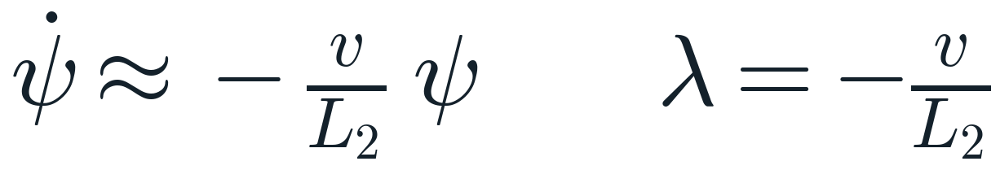 ψ̇ ≈ − v/L₂ ψ λ = − v/L₂